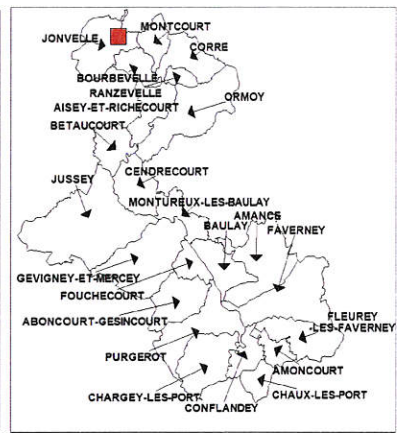 MONTCOURT
JONVELLE
CORRE
BOURBEVELLE
RANZEVELLE
AISEY-ET-RICHECOURT
ORMOY
BETAUCOURT
CENDRECOURT
JUSSEY
MONTUREUX-LES-BAULAY
AMANCE
BAULAY
FAVERNEY
GEVIGNEY-ET-MERCEY
FOUCHECOURT
ABONCOURT-GESINCOURT
FLEUREY
-LES-FAVERNEY
PURGEROT
AMONCOURT
CHARGEY-LES-PORT
CHAUX-LES-PORT
CONFLANDEY